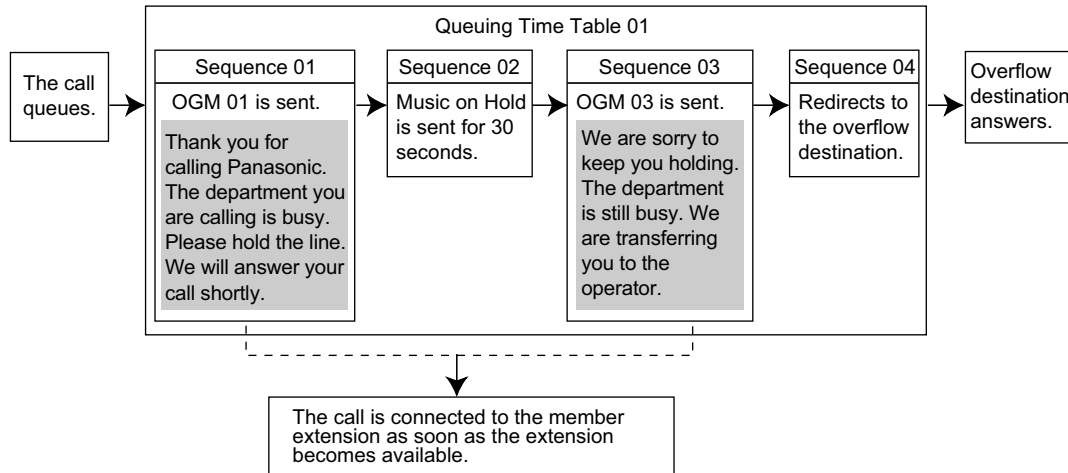 Queuing Time Table 01
The call
queues.
Sequence 01
OGM 01 is sent.
Thank you for
calling Panasonic.
The department you
are calling is busy.
Please hold the line.
We will answer your
call shortly.
Sequence 02
Music on Hold
is sent for 30
seconds.
Sequence 03
OGM 03 is sent.
We are sorry to
keep you holding.
The department
is still busy. We
are transferring
you to the
operator.
Sequence 04
Redirects to
the overflow
destination.
Overflow
destination
answers.
The call is connected to the member
extension as soon as the extension
becomes available.